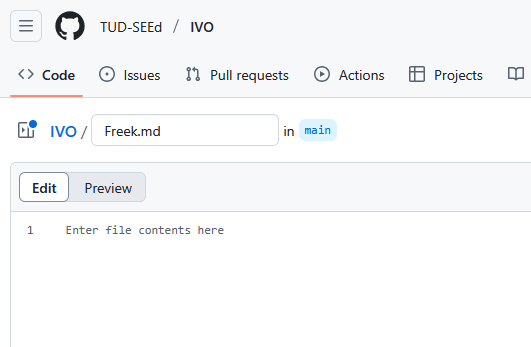 TUD-SEEd / IVO
Code Issues Pull requests Actions Projects
IVO / Freek.md in main
Edit Preview
1 Enter file contents here